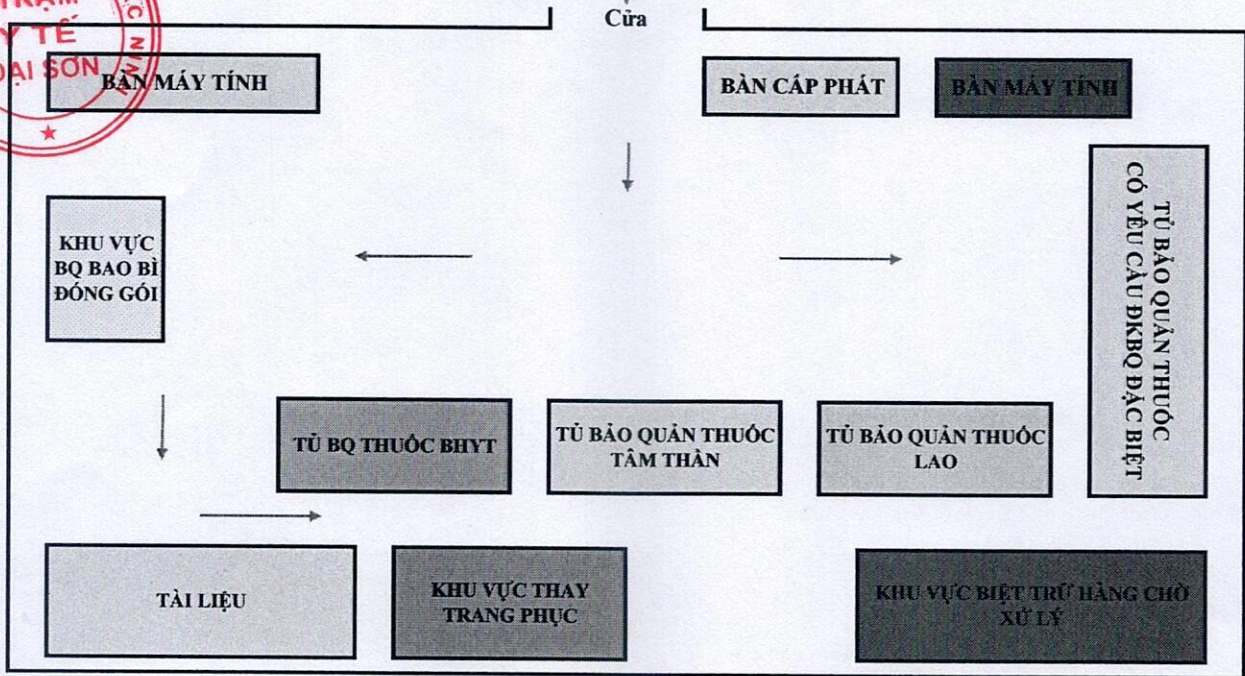 TRẠM
Y TẾ
ĐẠI SƠN
Cửa
BÀN MÁY TÍNH
BÀN CẤP PHÁT
BÀN MÁY TÍNH
TỦ BẢO QUẢN THUỐC
CÓ YÊU CẦU ĐKBQ ĐẶC BIỆT
KHU VỰC
BQ BAO BÌ
ĐÓNG GÓI
TỦ BQ THUỐC BHYT
TỦ BẢO QUẢN THUỐC
TÂM THẦN
TỦ BẢO QUẢN THUỐC
LAO
TÀI LIỆU
KHU VỰC THAY
TRANG PHỤC
KHU VỰC BIỆT TRỮ HÀNG CHỜ
XỬ LÝ